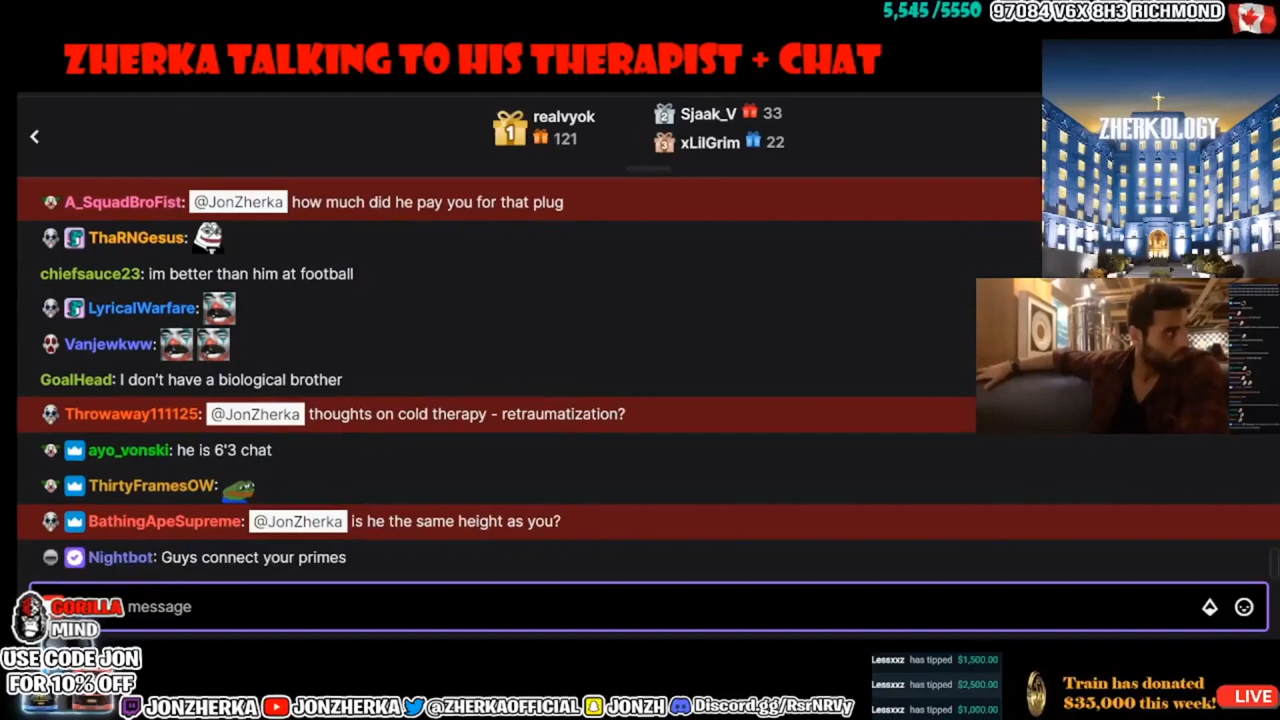 5,545 /5550 97084 V6X 8H3 RICHMOND
ZHERKA TALKING TO HIS THERAPIST + CHAT
ZHERKOLOGY
1 realvyok 121
2 Sjaak_V 33
3 xLilGrim 22
A_SquadBroFist: @JonZherka how much did he pay you for that plug
ThaRNGesus:
chiefsauce23: im better than him at football
LyricalWarfare:
Vanjewkww:
GoalHead: I don't have a biological brother
Throwaway111125: @JonZherka thoughts on cold therapy - retraumatization?
ayo_vonski: he is 6'3 chat
ThirtyFramesOW:
BathingApeSupreme: @JonZherka is he the same height as you?
Nightbot: Guys connect your primes
message
GORILLA
MIND
USE CODE JON
FOR 10% OFF
JONZHERKA JONZHERKA @ZHERKAOFFICIAL JONZH Discord.gg/RsrNRVy
Lessxxz has tipped $1,500.00
Lessxxz has tipped $2,500.00
Lessxxz has tipped $1,000.00
Train has donated
$35,000 this week!
LIVE